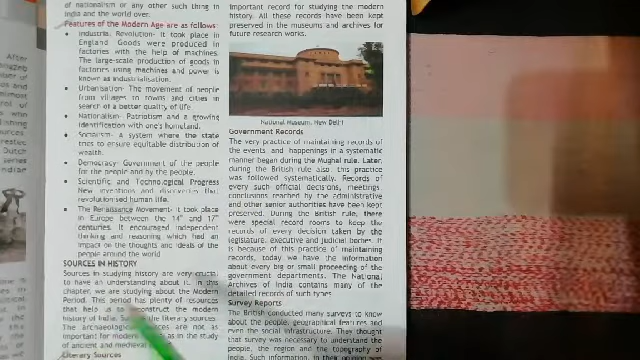 of nationalism or any other such thing in
India and the world over.
Features of the Modern Age are as follows:
Industrial Revolution- It took place in
England Goods were produced in
factories with the help of machines.
The large-scale production of goods in
factories using machines and power is
known as industrialisation.
Urbanisation- The movement of people
from villages to towns and cities in
search of a better quality of life.
Nationalism- Patriotism and a growing
identification with one's homeland.
Socialism- A system where the state
tries to ensure equitable distribution of
wealth.
Democracy- Government of the people
for the people and by the people.
Scientific and Technological Progress
New inventions and discoveries that
revolutionised human life.
The Renaissance Movement- It took place
in Europe between the 14th and 17th
centuries. It encouraged independent
thinking and reasoning which had an
impact on the thoughts and ideals of the
people around the world
SOURCES IN HISTORY
Sources in studying history are very crucial
to have an understanding about it. In this
chapter, we are studying about the Modern
Period. This period has plenty of resources
that help us to construct the modern
history of India. the literary sources.
The archaeological sources are not as
important for modern as in the study
of ancient and medieval
Literary Sources
important record for studying the modern
history. All these records have been kept
preserved in the museums and archives for
future research works.
National Museum, New Delhi
Government Records
The very practice of maintaining records of
the events and happenings in a systematic
manner began during the Mughal rule. Later,
during the British rule also, this practice
was followed systematically. Records of
every such official decisions, meetings,
conclusions reached by the administrative
and other senior authorities have been kept
preserved. During the British rule, there
were special record rooms to keep the
records of every decision taken by the
legislature, executive and judicial bodies. It
is because of this practice of maintaining
records, today we have the information
about every big or small proceeding of the
government departments. The National
Archives of India contains many of the
detailed records of such types
Survey Reports
The British conducted many surveys to know
about the people, geographical features and
even the social infrastructure. They thought
that survey was necessary to understand the
people, the region and the topography of
India. Such information, in their opinion was